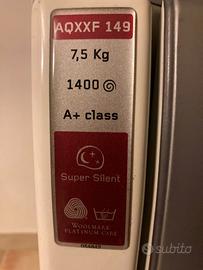 AQXXF 149
7,5 Kg
1400
A+ class
Super Silent
WOOLMARK
PLATINUM CARE
subito